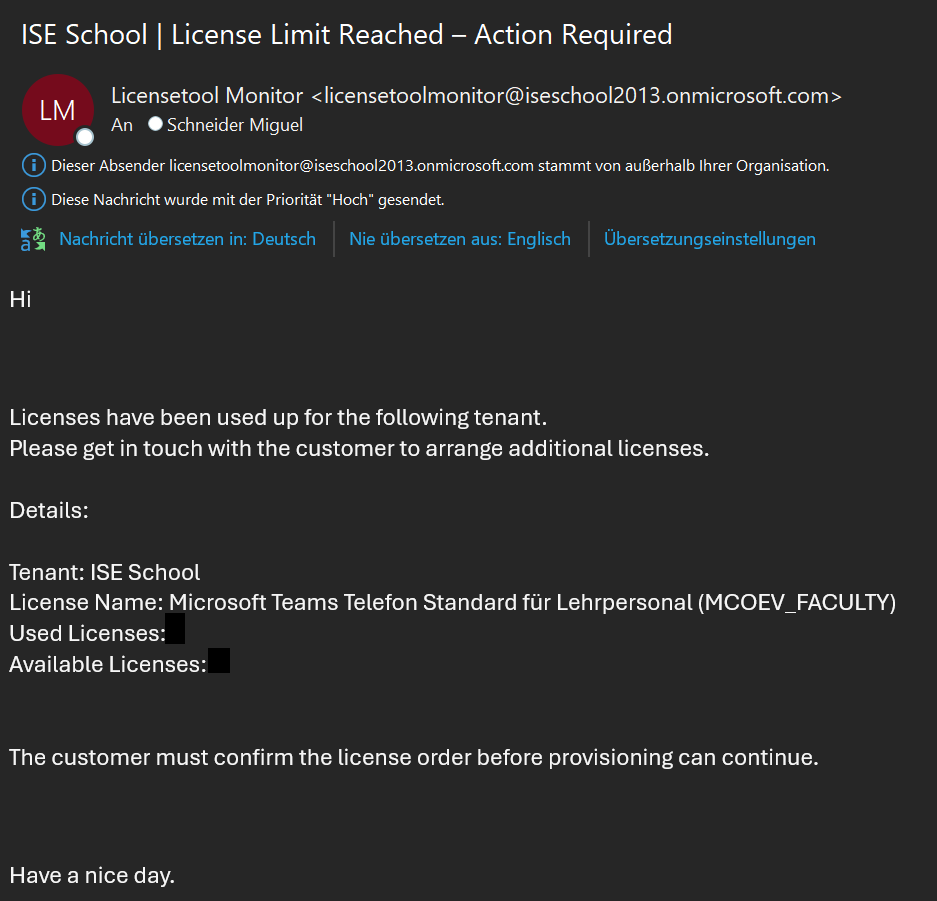 ISE School | License Limit Reached – Action Required
LM
Licensetool Monitor <licensetoolmonitor@iseschool2013.onmicrosoft.com>
An Schneider Miguel
Dieser Absender licensetoolmonitor@iseschool2013.onmicrosoft.com stammt von außerhalb Ihrer Organisation.
Diese Nachricht wurde mit der Priorität "Hoch" gesendet.
Nachricht übersetzen in: Deutsch | Nie übersetzen aus: Englisch | Übersetzungseinstellungen
Hi
Licenses have been used up for the following tenant.
Please get in touch with the customer to arrange additional licenses.
Details:
Tenant: ISE School
License Name: Microsoft Teams Telefon Standard für Lehrpersonal (MCOEV_FACULTY)
Used Licenses:
Available Licenses:
The customer must confirm the license order before provisioning can continue.
Have a nice day.